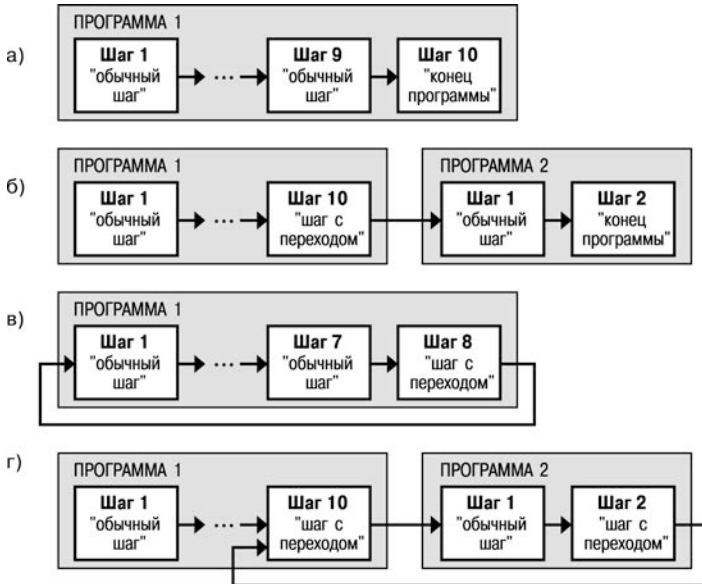 а)
ПРОГРАММА 1
Шаг 1
"обычный
шаг"
...
Шаг 9
"обычный
шаг"
Шаг 10
"конец
программы"
б)
ПРОГРАММА 1
Шаг 1
"обычный
шаг"
...
Шаг 10
"шаг с
переходом"
ПРОГРАММА 2
Шаг 1
"обычный
шаг"
Шаг 2
"конец
программы"
в)
ПРОГРАММА 1
Шаг 1
"обычный
шаг"
...
Шаг 7
"обычный
шаг"
Шаг 8
"шаг с
переходом"
г)
ПРОГРАММА 1
Шаг 1
"обычный
шаг"
...
Шаг 10
"шаг с
переходом"
ПРОГРАММА 2
Шаг 1
"обычный
шаг"
Шаг 2
"шаг с
переходом"